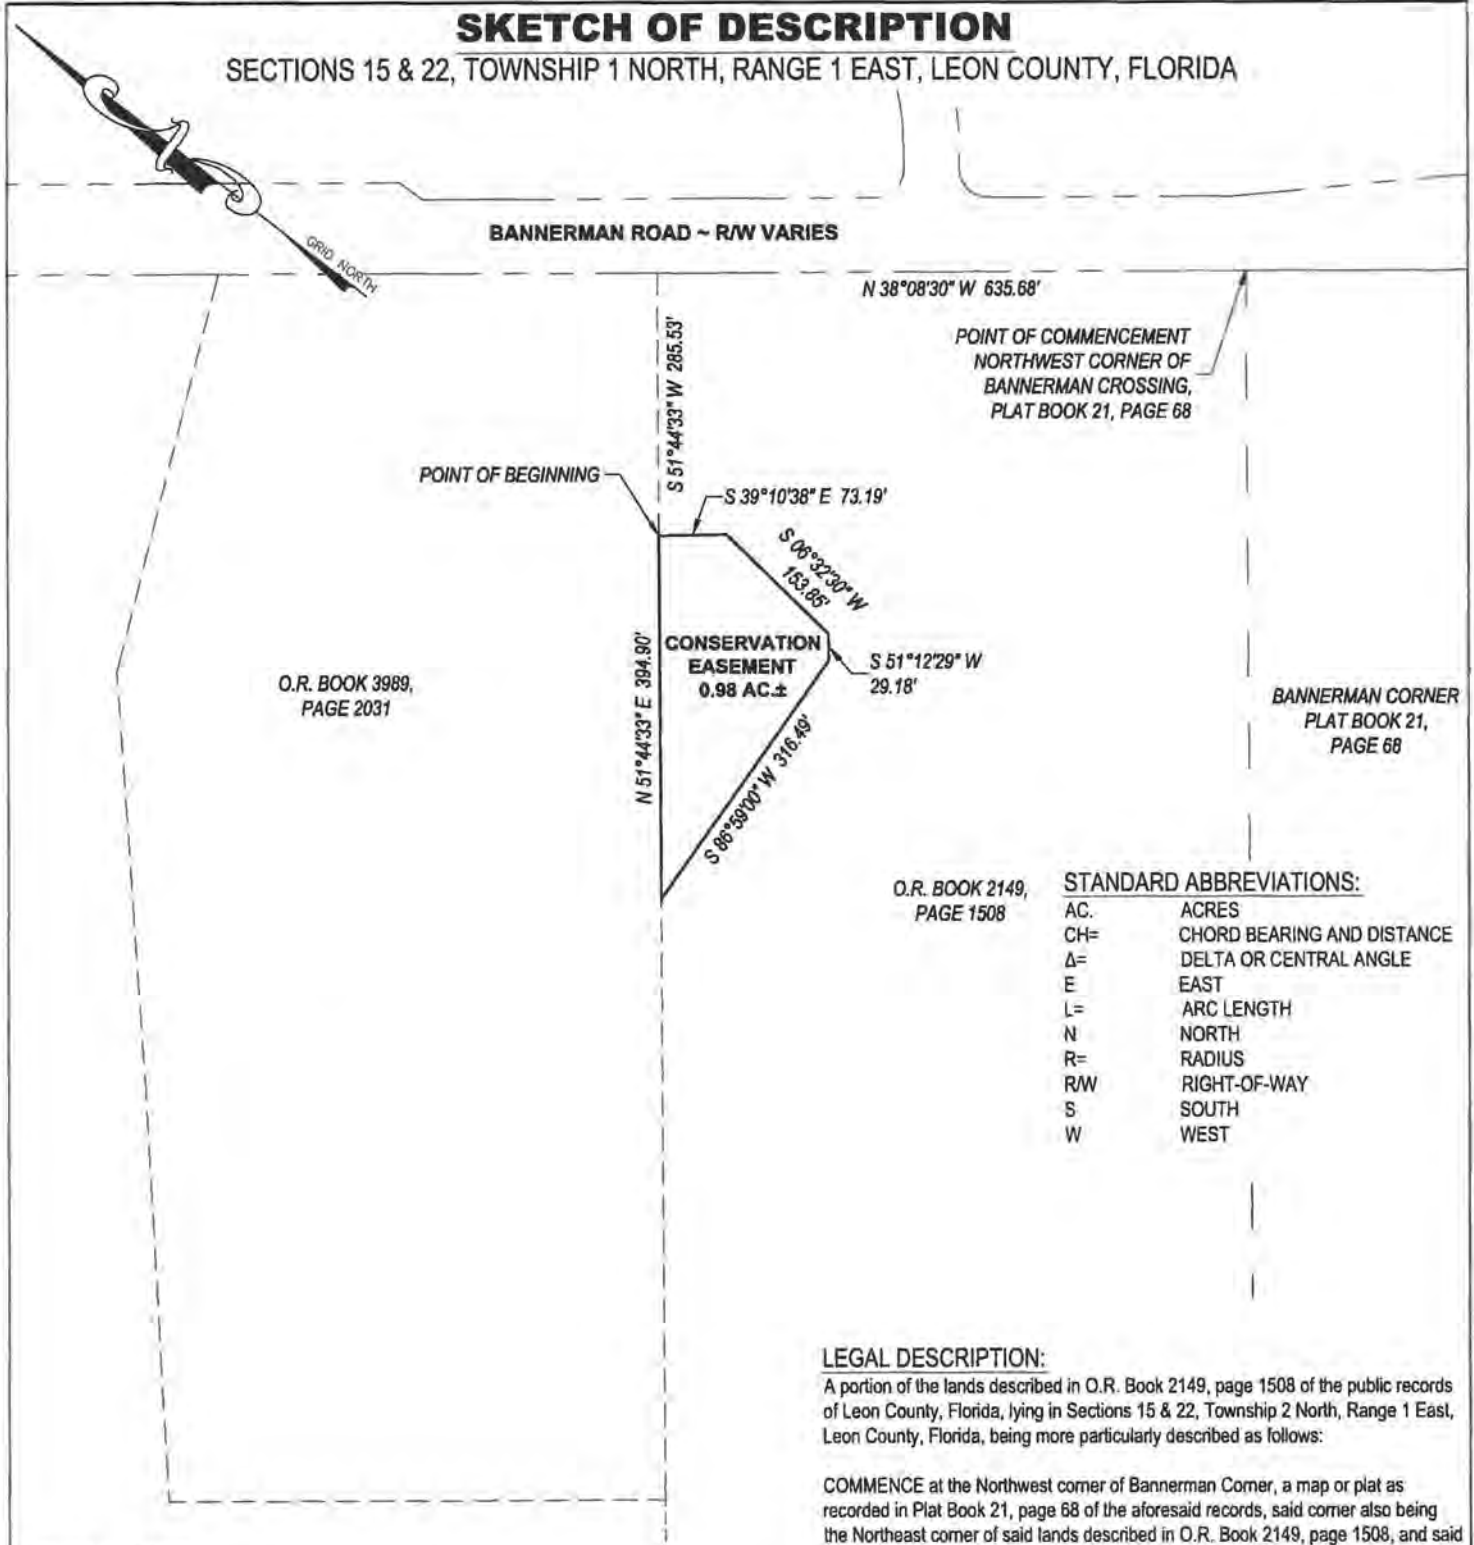 SKETCH OF DESCRIPTION
SECTIONS 15 & 22, TOWNSHIP 1 NORTH, RANGE 1 EAST, LEON COUNTY, FLORIDA
GRID NORTH
BANNERMAN ROAD ~ R/W VARIES
N 38°08'30" W 635.68'
S 51°44'33" W 285.53'
POINT OF COMMENCEMENT
NORTHWEST CORNER OF
BANNERMAN CROSSING,
PLAT BOOK 21, PAGE 68
POINT OF BEGINNING
S 39°10'38" E 73.19'
S 06°32'30" W
153.85'
CONSERVATION
EASEMENT
0.98 AC.±
S 51°12'29" W
29.18'
N 51°44'33" E 394.90'
S 86°59'00" W 316.49'
O.R. BOOK 3989,
PAGE 2031
BANNERMAN CORNER
PLAT BOOK 21,
PAGE 68
O.R. BOOK 2149,
PAGE 1508
STANDARD ABBREVIATIONS:
AC. ACRES
CH= CHORD BEARING AND DISTANCE
Δ= DELTA OR CENTRAL ANGLE
E EAST
L= ARC LENGTH
N NORTH
R= RADIUS
R/W RIGHT-OF-WAY
S SOUTH
W WEST
LEGAL DESCRIPTION:
A portion of the lands described in O.R. Book 2149, page 1508 of the public records
of Leon County, Florida, lying in Sections 15 & 22, Township 2 North, Range 1 East,
Leon County, Florida, being more particularly described as follows:
COMMENCE at the Northwest corner of Bannerman Corner, a map or plat as
recorded in Plat Book 21, page 68 of the aforesaid records, said corner also being
the Northeast corner of said lands described in O.R. Book 2149, page 1508, and said